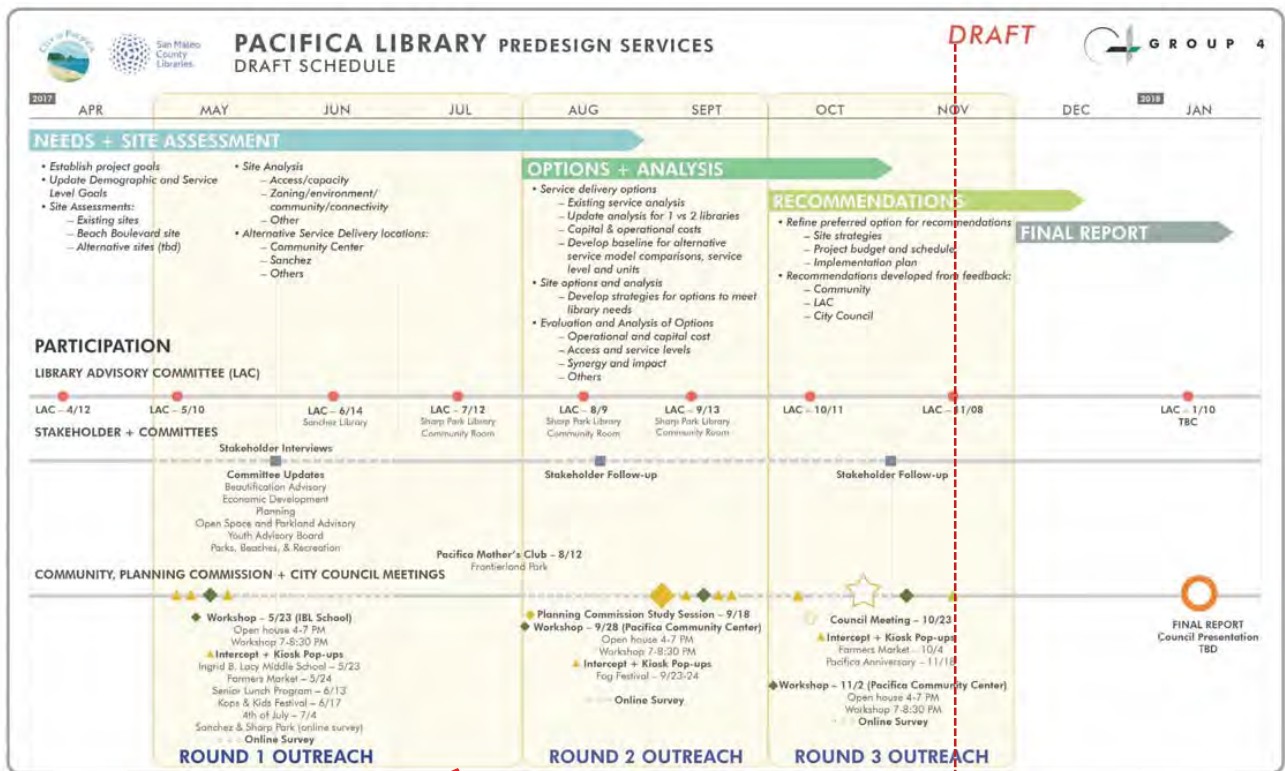 City of Pacifica
San Mateo
County
Libraries
PACIFICA LIBRARY PREDESIGN SERVICES
DRAFT SCHEDULE
DRAFT
GROUP 4
2017
APR
MAY
JUN
JUL
AUG
SEPT
OCT
NOV
DEC
2018
JAN
NEEDS + SITE ASSESSMENT
• Establish project goals
• Update Demographic and Service
Level Goals
• Site Assessments:
– Existing sites
– Beach Boulevard site
– Alternative sites (tbd)
• Site Analysis
– Access/capacity
– Zoning/environment/
community/connectivity
– Other
• Alternative Service Delivery locations:
– Community Center
– Sanchez
– Others
OPTIONS + ANALYSIS
• Service delivery options
– Existing service analysis
– Update analysis for 1 vs 2 libraries
– Capital & operational costs
– Develop baseline for alternative
service model comparisons, service
level and units
• Site options and analysis
– Develop strategies for options to meet
library needs
• Evaluation and Analysis of Options
– Operational and capital cost
– Access and service levels
– Synergy and impact
– Others
RECOMMENDATIONS
• Refine preferred option for recommendations
– Site strategies
– Project budget and schedule
– Implementation plan
• Recommendations developed from feedback:
– Community
– LAC
– City Council
FINAL REPORT
PARTICIPATION
LIBRARY ADVISORY COMMITTEE (LAC)
LAC – 4/12
LAC – 5/10
LAC – 6/14
Sanchez Library
LAC – 7/12
Sharp Park Library
Community Room
LAC – 8/9
Sharp Park Library
Community Room
LAC – 9/13
Sharp Park Library
Community Room
LAC – 10/11
LAC – 11/08
LAC – 1/10
TBC
STAKEHOLDER + COMMITTEES
Stakeholder Interviews
Committee Updates
Beautification Advisory
Economic Development
Planning
Open Space and Parkland Advisory
Youth Advisory Board
Parks, Beaches, & Recreation
Stakeholder Follow-up
Stakeholder Follow-up
Pacifica Mother's Club – 8/12
Frontierland Park
COMMUNITY, PLANNING COMMISSION + CITY COUNCIL MEETINGS
Workshop – 5/23 (IBL School)
Open house 4-7 PM
Workshop 7-8:30 PM
Intercept + Kiosk Pop-ups
Ingrid B. Lacy Middle School – 5/23
Farmers Market – 5/24
Senior Lunch Program – 6/13
Kops & Kids Festival – 6/17
4th of July – 7/4
Sanchez & Sharp Park (online survey)
Online Survey
Planning Commission Study Session – 9/18
Workshop – 9/28 (Pacifica Community Center)
Open house 4-7 PM
Workshop 7-8:30 PM
Intercept + Kiosk Pop-ups
Fog Festival – 9/23-24
Online Survey
Council Meeting – 10/23
Intercept + Kiosk Pop-ups
Farmers Market – 10/4
Pacifica Anniversary – 11/18
Workshop – 11/2 (Pacifica Community Center)
Open house 4-7 PM
Workshop 7-8:30 PM
Online Survey
FINAL REPORT
Council Presentation
TBD
ROUND 1 OUTREACH
ROUND 2 OUTREACH
ROUND 3 OUTREACH